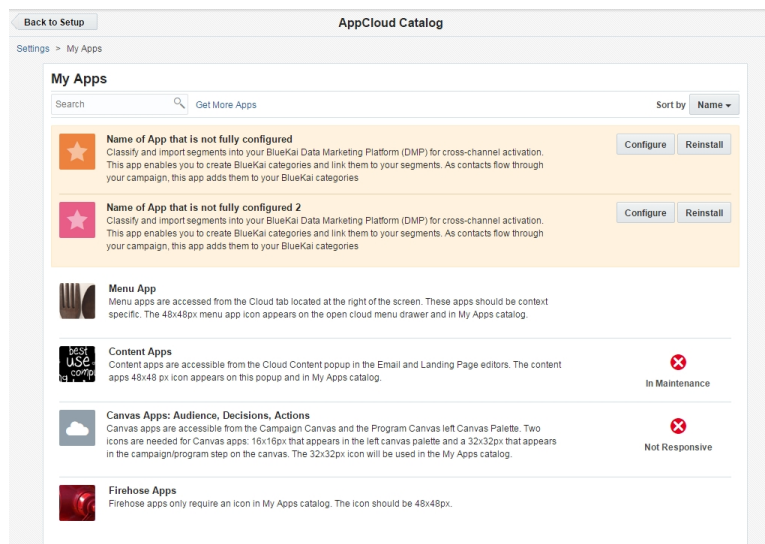 Back to Setup
AppCloud Catalog
Settings > My Apps
My Apps
Search
Get More Apps
Sort by
Name
Name of App that is not fully configured
Classify and import segments into your BlueKai Data Marketing Platform (DMP) for cross-channel activation.
This app enables you to create BlueKai categories and link them to your segments. As contacts flow through
your campaign, this app adds them to your BlueKai categories
Configure
Reinstall
Name of App that is not fully configured 2
Classify and import segments into your BlueKai Data Marketing Platform (DMP) for cross-channel activation.
This app enables you to create BlueKai categories and link them to your segments. As contacts flow through
your campaign, this app adds them to your BlueKai categories
Configure
Reinstall
Menu App
Menu apps are accessed from the Cloud tab located at the right of the screen. These apps should be context
specific. The 48x48px menu app icon appears on the open cloud menu drawer and in My Apps catalog.
best
use
Content Apps
Content apps are accessible from the Cloud Content popup in the Email and Landing Page editors. The content
apps 48x48 px icon appears on this popup and in My Apps catalog.
In Maintenance
Canvas Apps: Audience, Decisions, Actions
Canvas apps are accessible from the Campaign Canvas and the Program Canvas left Canvas Palette. Two
icons are needed for Canvas apps: 16x16px that appears in the left canvas palette and a 32x32px that appears
in the campaign/program step on the canvas. The 32x32px icon will be used in the My Apps catalog.
Not Responsive
Firehose Apps
Firehose apps only require an icon in My Apps catalog. The icon should be 48x48px.